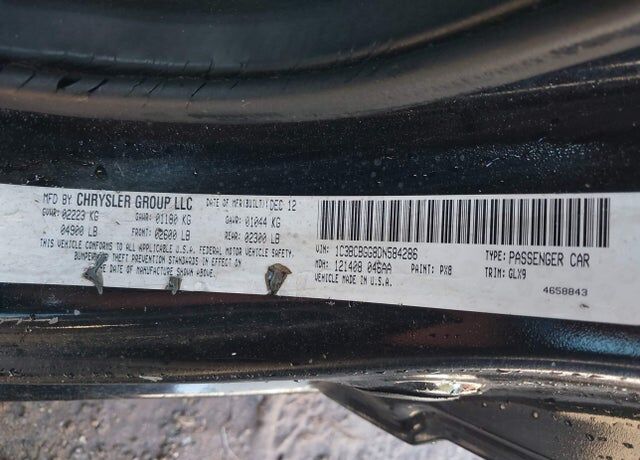 MFD BY CHRYSLER GROUP LLC DATE OF MFR(BUILT): DEC 12
GVWR: 02223 KG GAWR: 01180 KG GAWR: 01044 KG
04900 LB FRONT: 02600 LB REAR: 02300 LB
THIS VEHICLE CONFORMS TO ALL APPLICABLE U.S.A. FEDERAL MOTOR VEHICLE SAFETY,
BUMPER THEFT PREVENTION STANDARDS IN EFFECT ON
THE DATE OF MANUFACTURE SHOWN ABOVE.
VIN: 1C3BCBGG8DN584286 TYPE: PASSENGER CAR
MDH: 121408 046AA PAINT: PX8 TRIM: GLX9
VEHICLE MADE IN U.S.A.
4658843